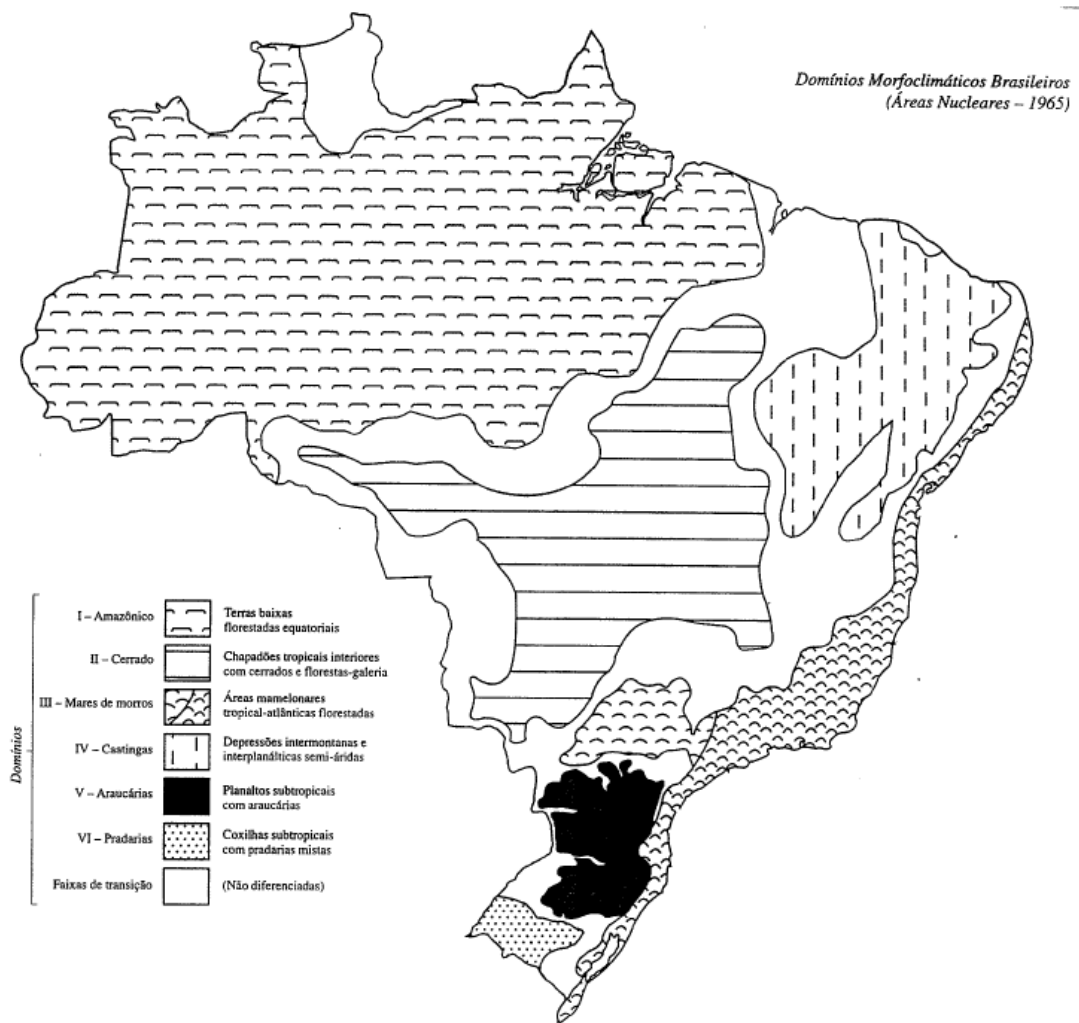 Domínios Morfoclimáticos Brasileiros
(Áreas Nucleares – 1965)
Domínios
I – Amazônico
Terras baixas
florestadas equatoriais
II – Cerrado
Chapadões tropicais interiores
com cerrados e florestas-galeria
III – Mares de morros
Áreas mamelonares
tropical-atlânticas florestadas
IV – Castingas
Depressões intermontanas e
interplanálticas semi-áridas
V – Araucárias
Planaltos subtropicais
com araucárias
VI – Pradarias
Coxilhas subtropicais
com pradarias mistas
Faixas de transição
(Não diferenciadas)